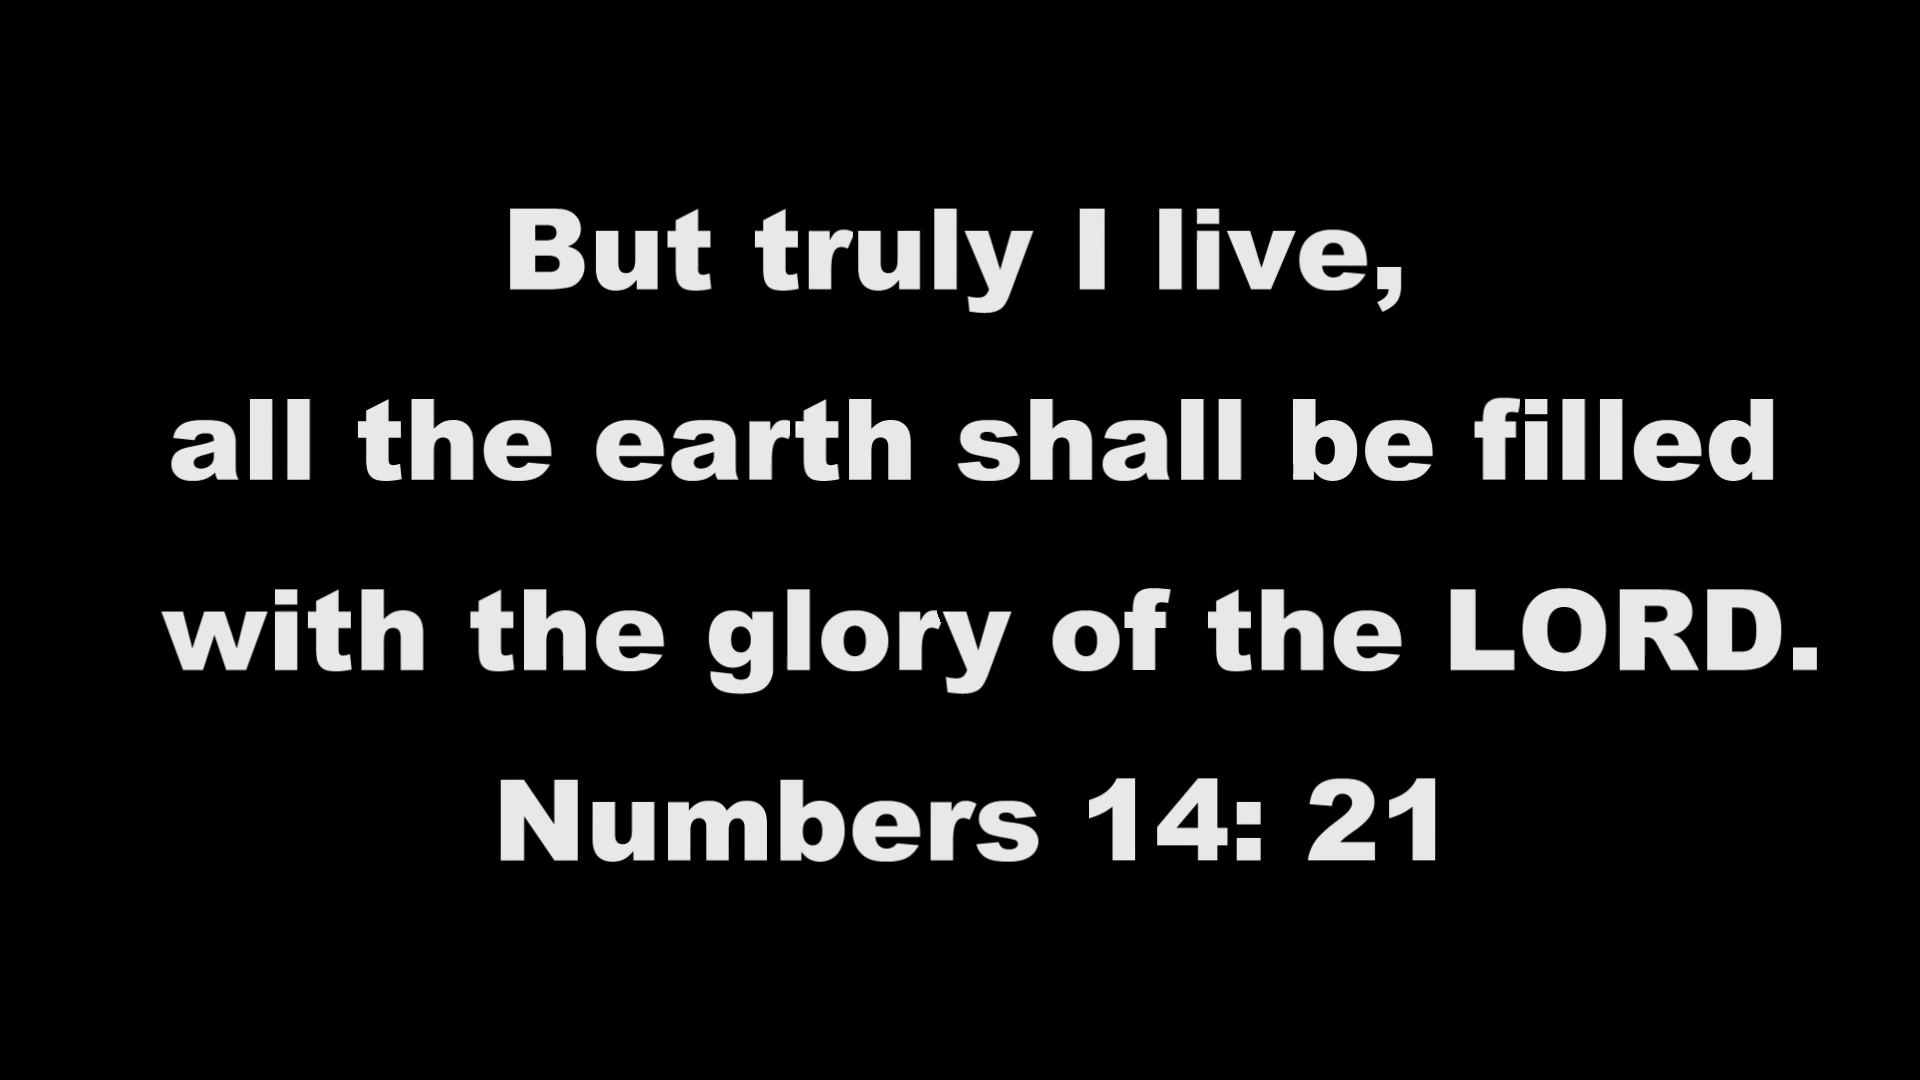 But truly I live,
all the earth shall be filled
with the glory of the LORD.
Numbers 14: 21